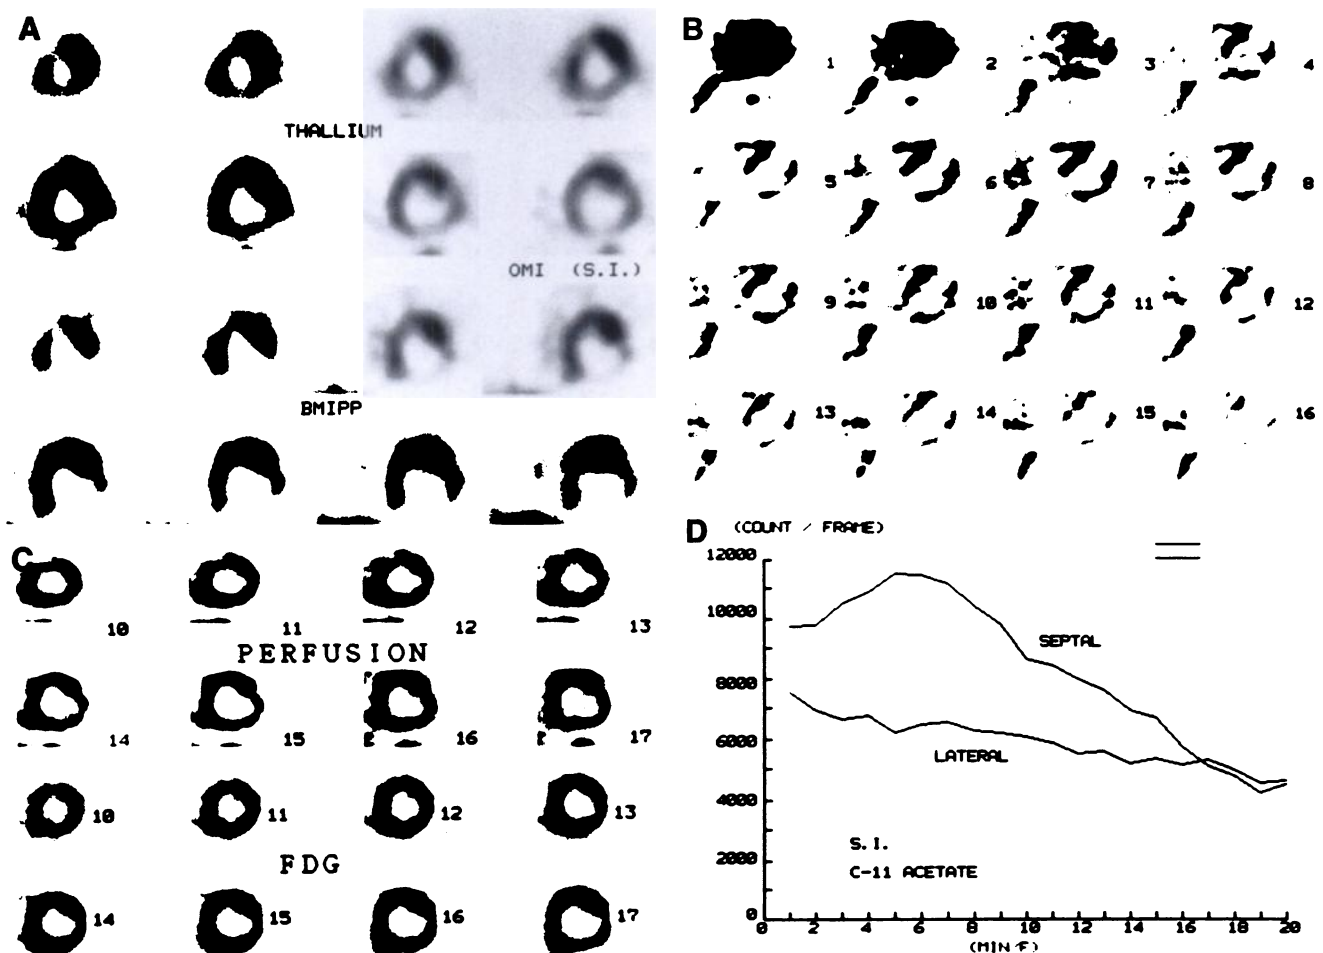 A
THALLIUM
OMI (S.I.)
BMIPP
B
1 2 3 4
5 6 7 8
9 10 11 12
13 14 15 16
C
10 11 12 13
PERFUSION
14 15 16 17
10 11 12 13
FDG
14 15 16 17
D
(COUNT / FRAME)
12000
10000
8000
6000
4000
2000
0
SEPTAL
LATERAL
S.I.
C-11 ACETATE
0 2 4 6 8 10 12 14 16 18 20